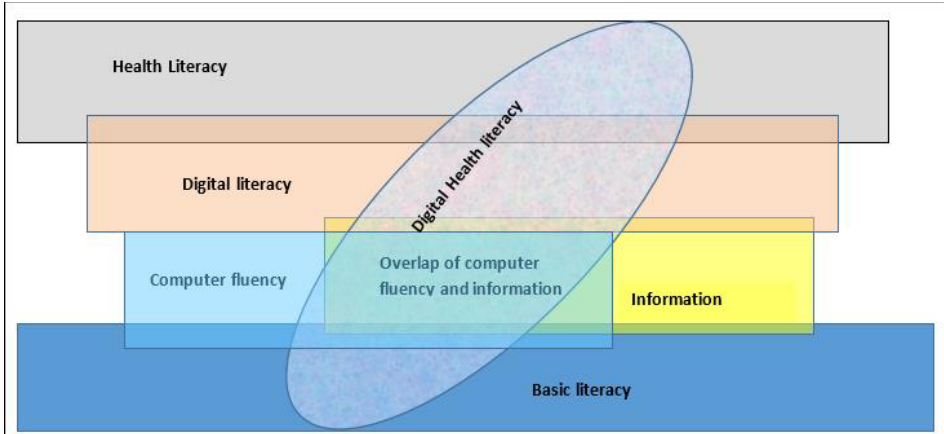 Health Literacy
Digital Health literacy
Digital literacy
Computer fluency
Overlap of computer
fluency and information
Information
Basic literacy